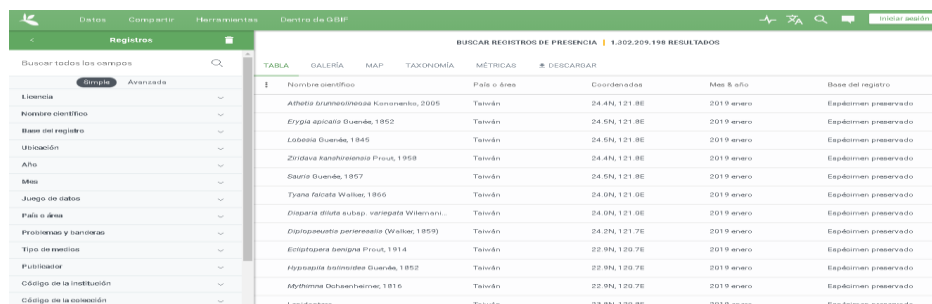 Datos Compartir Herramientas Dentro de GBIF Iniciar sesión
Registros
BUSCAR REGISTROS DE PRESENCIA | 1.302.209.198 RESULTADOS
Buscar todos los campos
TABLA GALERÍA MAP TAXONOMÍA MÉTRICAS DESCARGAR
Simple Avanzada
Nombre científico País o área Coordenadas Mes & año Base del registro
Licencia
Nombre científico
Base del registro
Ubicación
Año
Mes
Juego de datos
País o área
Problemas y banderas
Tipo de medios
Publicador
Código de la institución
Código de la colección
Athetis brunneolineosa Kononenko, 2005 Taiwán 24.4N, 121.8E 2019 enero Espécimen preservado
Erygia apicalis Guenée, 1852 Taiwán 24.5N, 121.8E 2019 enero Espécimen preservado
Lobesia Guenée, 1845 Taiwán 24.5N, 121.8E 2019 enero Espécimen preservado
Ziridava kanshireiensis Prout, 1958 Taiwán 24.4N, 121.8E 2019 enero Espécimen preservado
Sauris Guenée, 1857 Taiwán 24.5N, 121.8E 2019 enero Espécimen preservado
Tyana falcata Walker, 1866 Taiwán 24.0N, 121.0E 2019 enero Espécimen preservado
Disparia diluta subsp. variegata Wilemani... Taiwán 24.0N, 121.0E 2019 enero Espécimen preservado
Diplopseustis perieresalis (Walker, 1859) Taiwán 24.2N, 121.7E 2019 enero Espécimen preservado
Ecliptopera benigna Prout, 1914 Taiwán 22.9N, 120.7E 2019 enero Espécimen preservado
Hypsopila Guenée, 1852 Taiwán 22.9N, 120.7E 2019 enero Espécimen preservado
Mythimna Ochsenheimer, 1816 Taiwán 22.9N, 120.7E 2019 enero Espécimen preservado